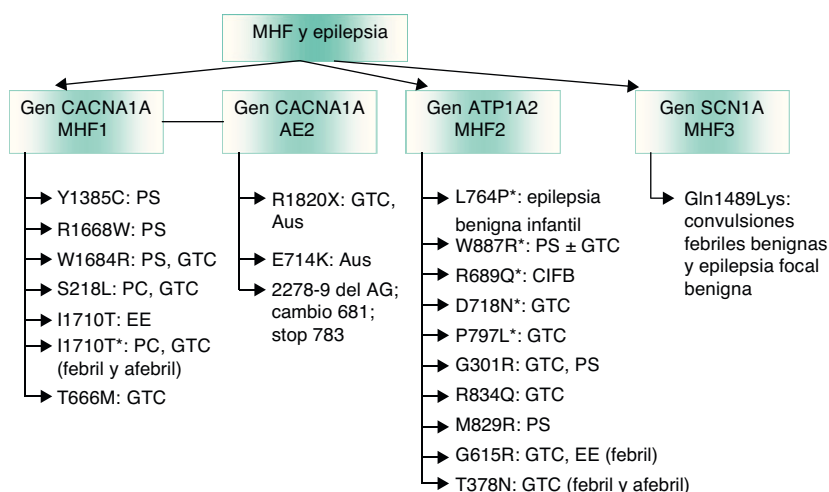 MHF y epilepsia
Gen CACNA1A
MHF1
Gen CACNA1A
AE2
Gen ATP1A2
MHF2
Gen SCN1A
MHF3
Y1385C: PS
R1668W: PS
W1684R: PS, GTC
S218L: PC, GTC
I1710T: EE
I1710T*: PC, GTC
(febril y afebril)
T666M: GTC
R1820X: GTC,
Aus
E714K: Aus
2278-9 del AG;
cambio 681;
stop 783
L764P*: epilepsia
benigna infantil
W887R*: PS ± GTC
R689Q*: CIFB
D718N*: GTC
P797L*: GTC
G301R: GTC, PS
R834Q: GTC
M829R: PS
G615R: GTC, EE (febril)
T378N: GTC (febril y afebril)
Gln1489Lys:
convulsiones
febriles benignas
y epilepsia focal
benigna